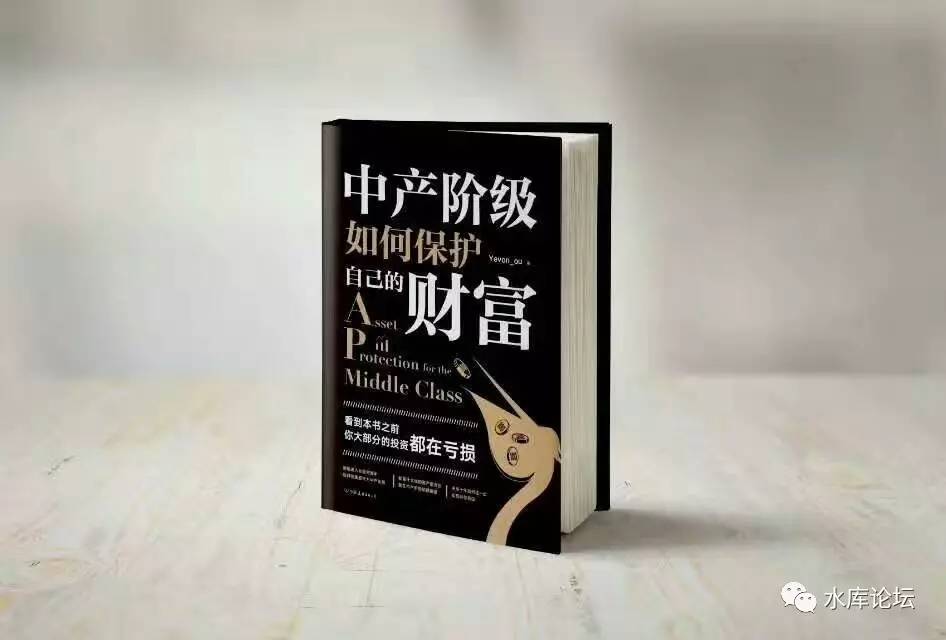 中产阶级
如何保护
Yevon_ou
自己的
财富
Asset
Protection for the
Middle Class
看到本书之前
你大部分的投资都在亏损
水库论坛